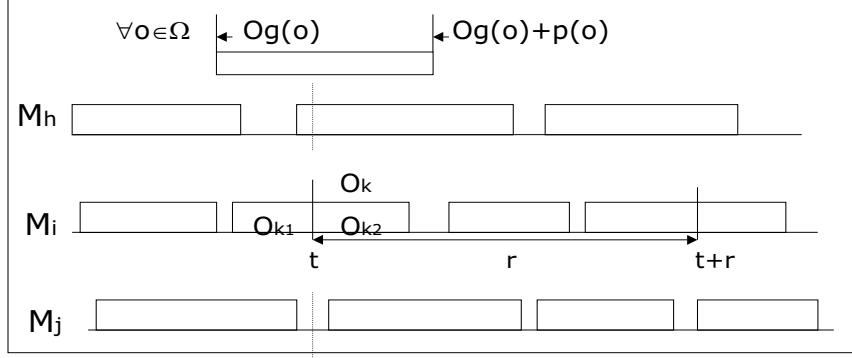 ∀o∈Ω Og(o) Og(o)+p(o)
Mh
Ok
Mi Ok1 Ok2
t r t+r
Mj